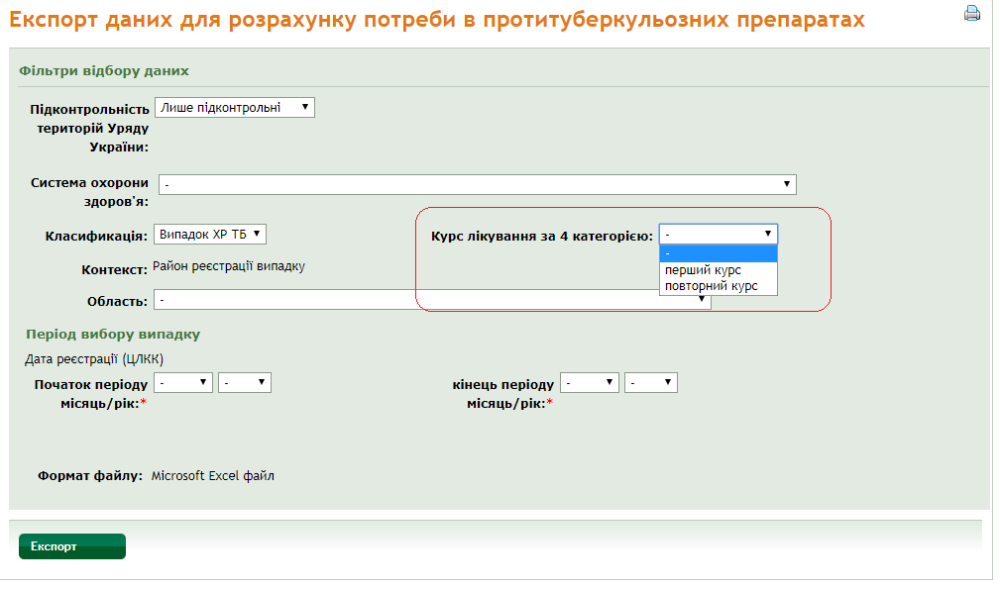 Експорт даних для розрахунку потреби в протитуберкульозних препаратах
Фільтри відбору даних
Підконтрольність територій Уряду України: Лише підконтрольні
Система охорони здоров'я: -
Класифікація: Випадок ХР ТБ
Курс лікування за 4 категорією: -
-
перший курс
повторний курс
Контекст: Район реєстрації випадку
Область: -
Період вибору випадку
Дата реєстрації (ЦЛКК)
Початок періоду місяць/рік:* - -
кінець періоду місяць/рік:* - -
Формат файлу: Microsoft Excel файл
Експорт